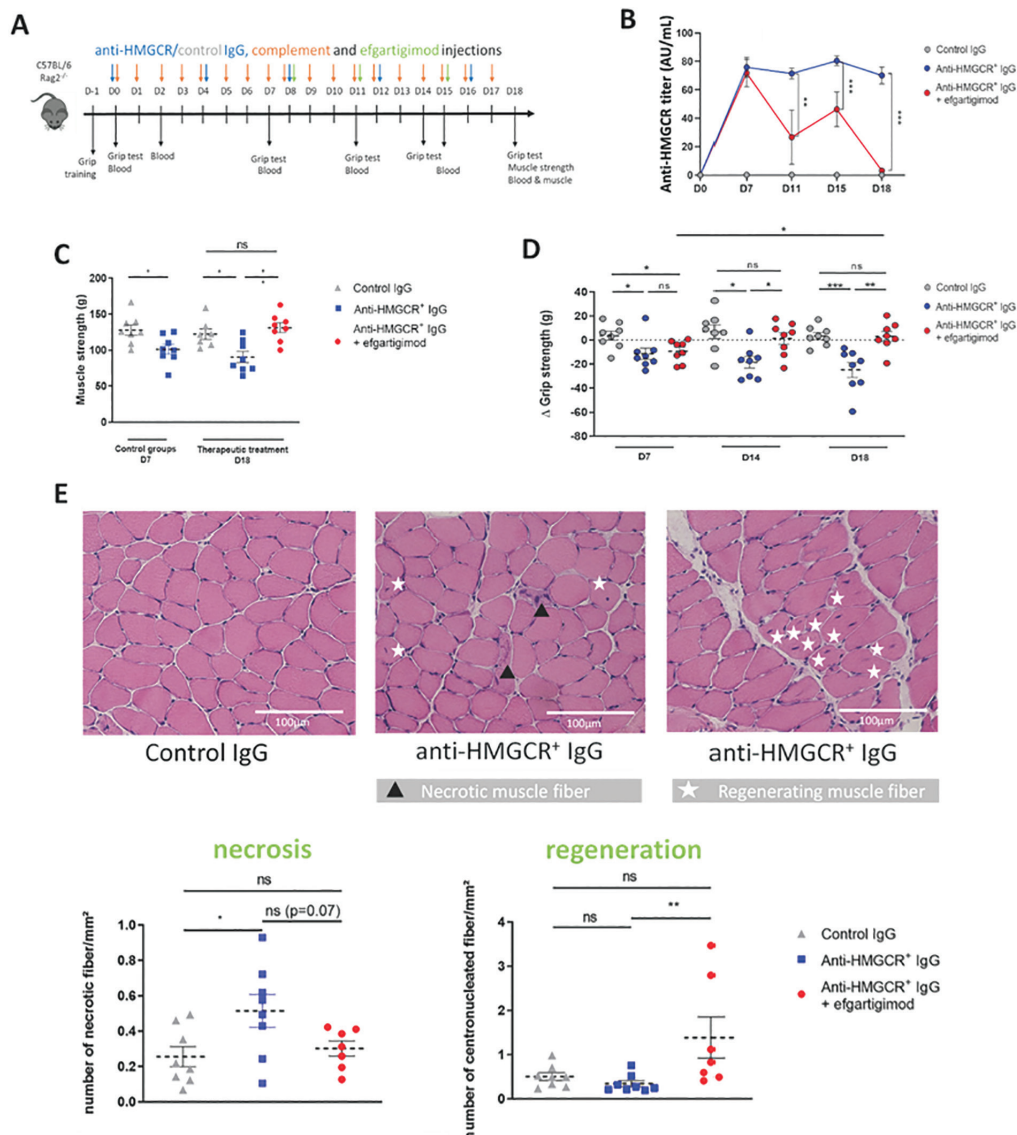 A
anti-HMGCR/control IgG, complement and efgartigimod injections
C57BL/6
Rag2-/-
D-1 D0 D1 D2 D3 D4 D5 D6 D7 D8 D9 D10 D11 D12 D13 D14 D15 D16 D17 D18
Grip
training
Grip test
Blood
Blood
Grip test
Blood
Grip test
Blood
Grip test
Blood
Grip test
Muscle strength
Blood & muscle
B
Anti-HMGCR titer (AU/mL)
100
80
60
40
20
0
D0 D7 D11 D15 D18
**
***
***
Control IgG
Anti-HMGCR+ IgG
Anti-HMGCR+ IgG
+ efgartigimod
C
Muscle strength (g)
200
150
100
50
0
ns
* * *
*
Control groups
D7
Therapeutic treatment
D18
Control IgG
Anti-HMGCR+ IgG
Anti-HMGCR+ IgG
+ efgartigimod
D
Δ Grip strength (g)
40
20
0
-20
-40
-60
-80
*
* ns ns
* ns * * *** **
D7 D14 D18
Control IgG
Anti-HMGCR+ IgG
Anti-HMGCR+ IgG
+ efgartigimod
E
100µm
100µm
100µm
Control IgG
anti-HMGCR+ IgG
anti-HMGCR+ IgG
Necrotic muscle fiber
Regenerating muscle fiber
necrosis
number of necrotic fiber/mm²
1.0
0.8
0.6
0.4
0.2
0.0
ns
* ns (p=0.07)
regeneration
number of centronucleated fiber/mm²
4
3
2
1
0
ns
ns **
Control IgG
Anti-HMGCR+ IgG
Anti-HMGCR+ IgG
+ efgartigimod